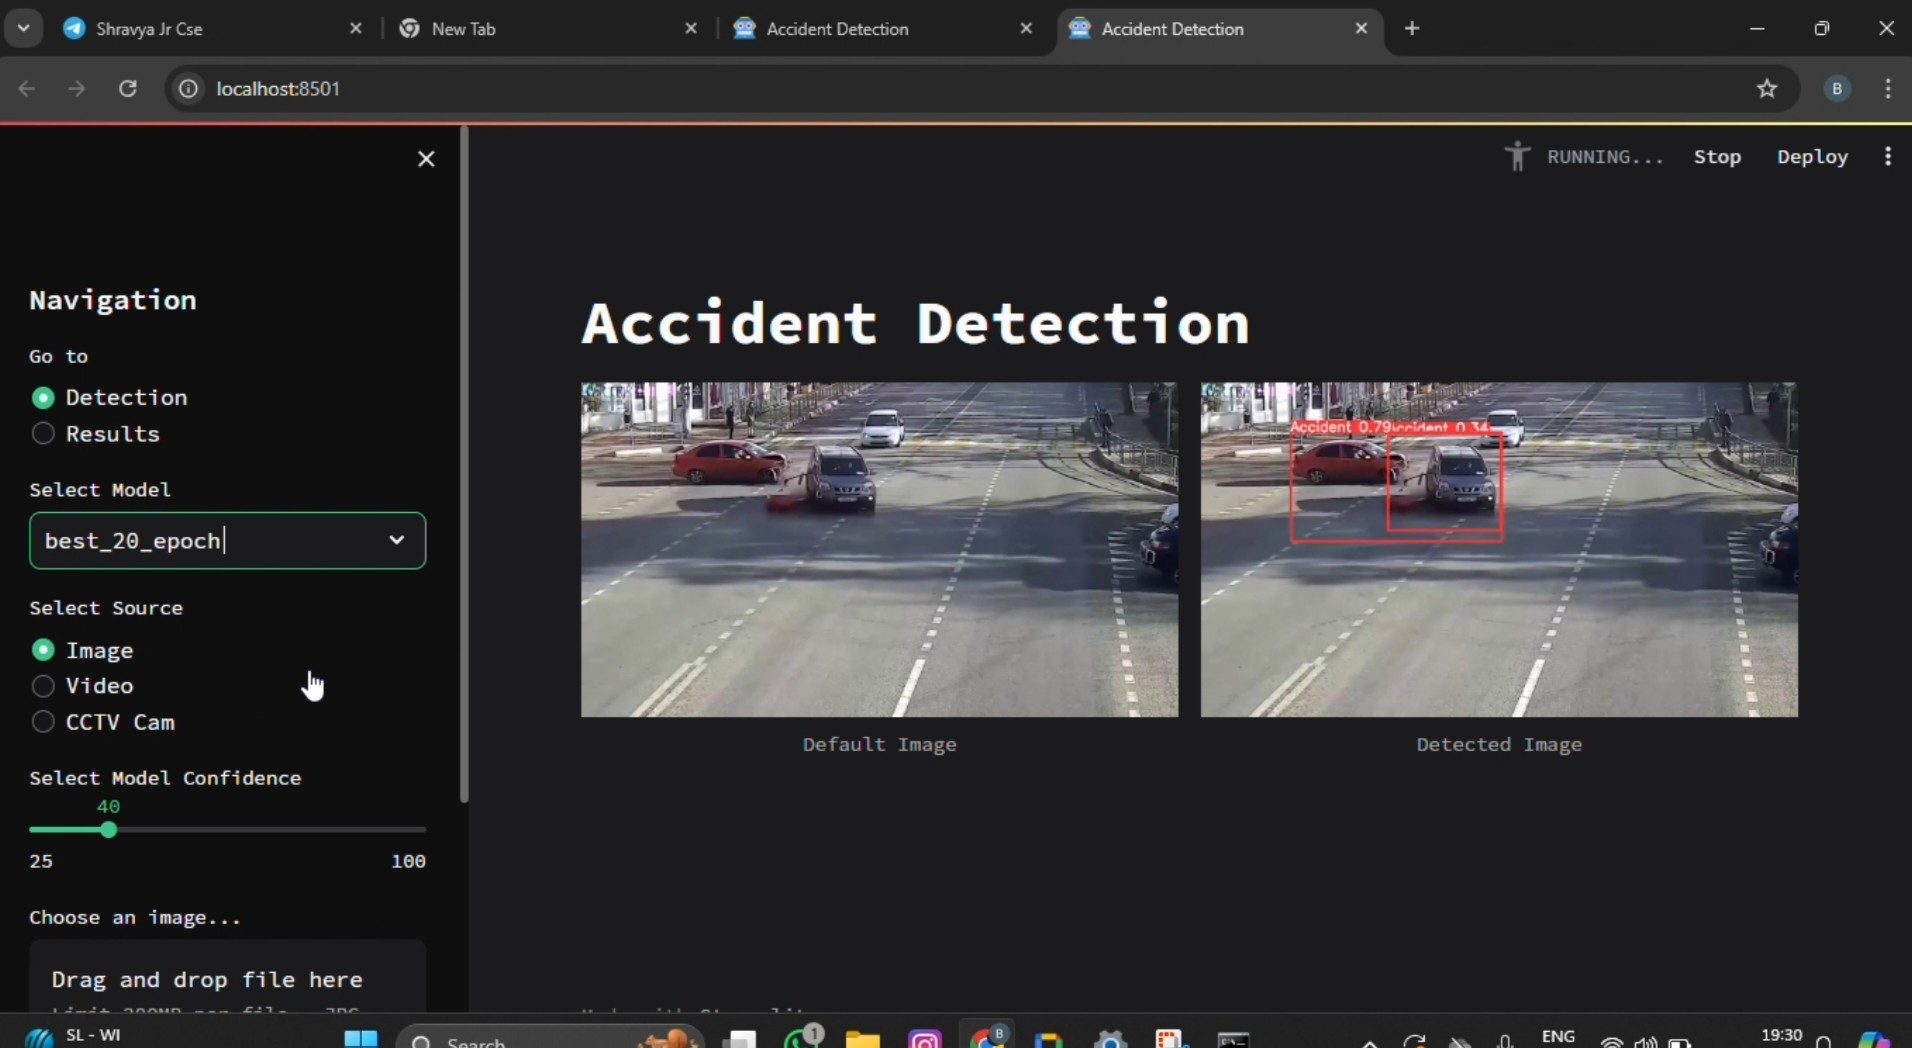 Shravya Jr Cse
New Tab
Accident Detection
Accident Detection
localhost:8501
B
RUNNING...
Stop
Deploy
Navigation
Go to
Detection
Results
Select Model
best_20_epoch
Select Source
Image
Video
CCTV Cam
Select Model Confidence
40
25
100
Choose an image...
Drag and drop file here
Accident Detection
Accident 0.79
ccident 0.34
Default Image
Detected Image
SL - WI
Search
1
B
ENG
19:30